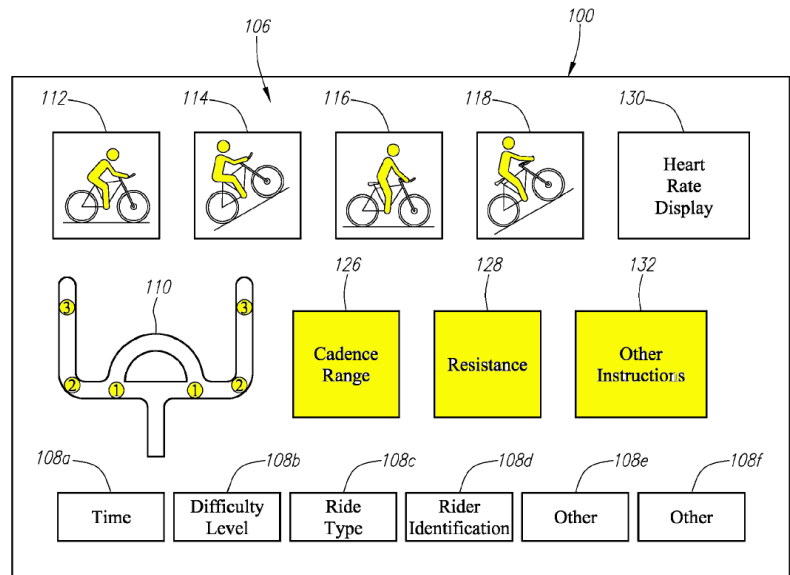 106
100
112
114
116
118
130
Heart
Rate
Display
110
126
128
132
3
3
2
1
1
2
Cadence
Range
Resistance
Other
Instructions
108a
108b
108c
108d
108e
108f
Time
Difficulty
Level
Ride
Type
Rider
Identification
Other
Other